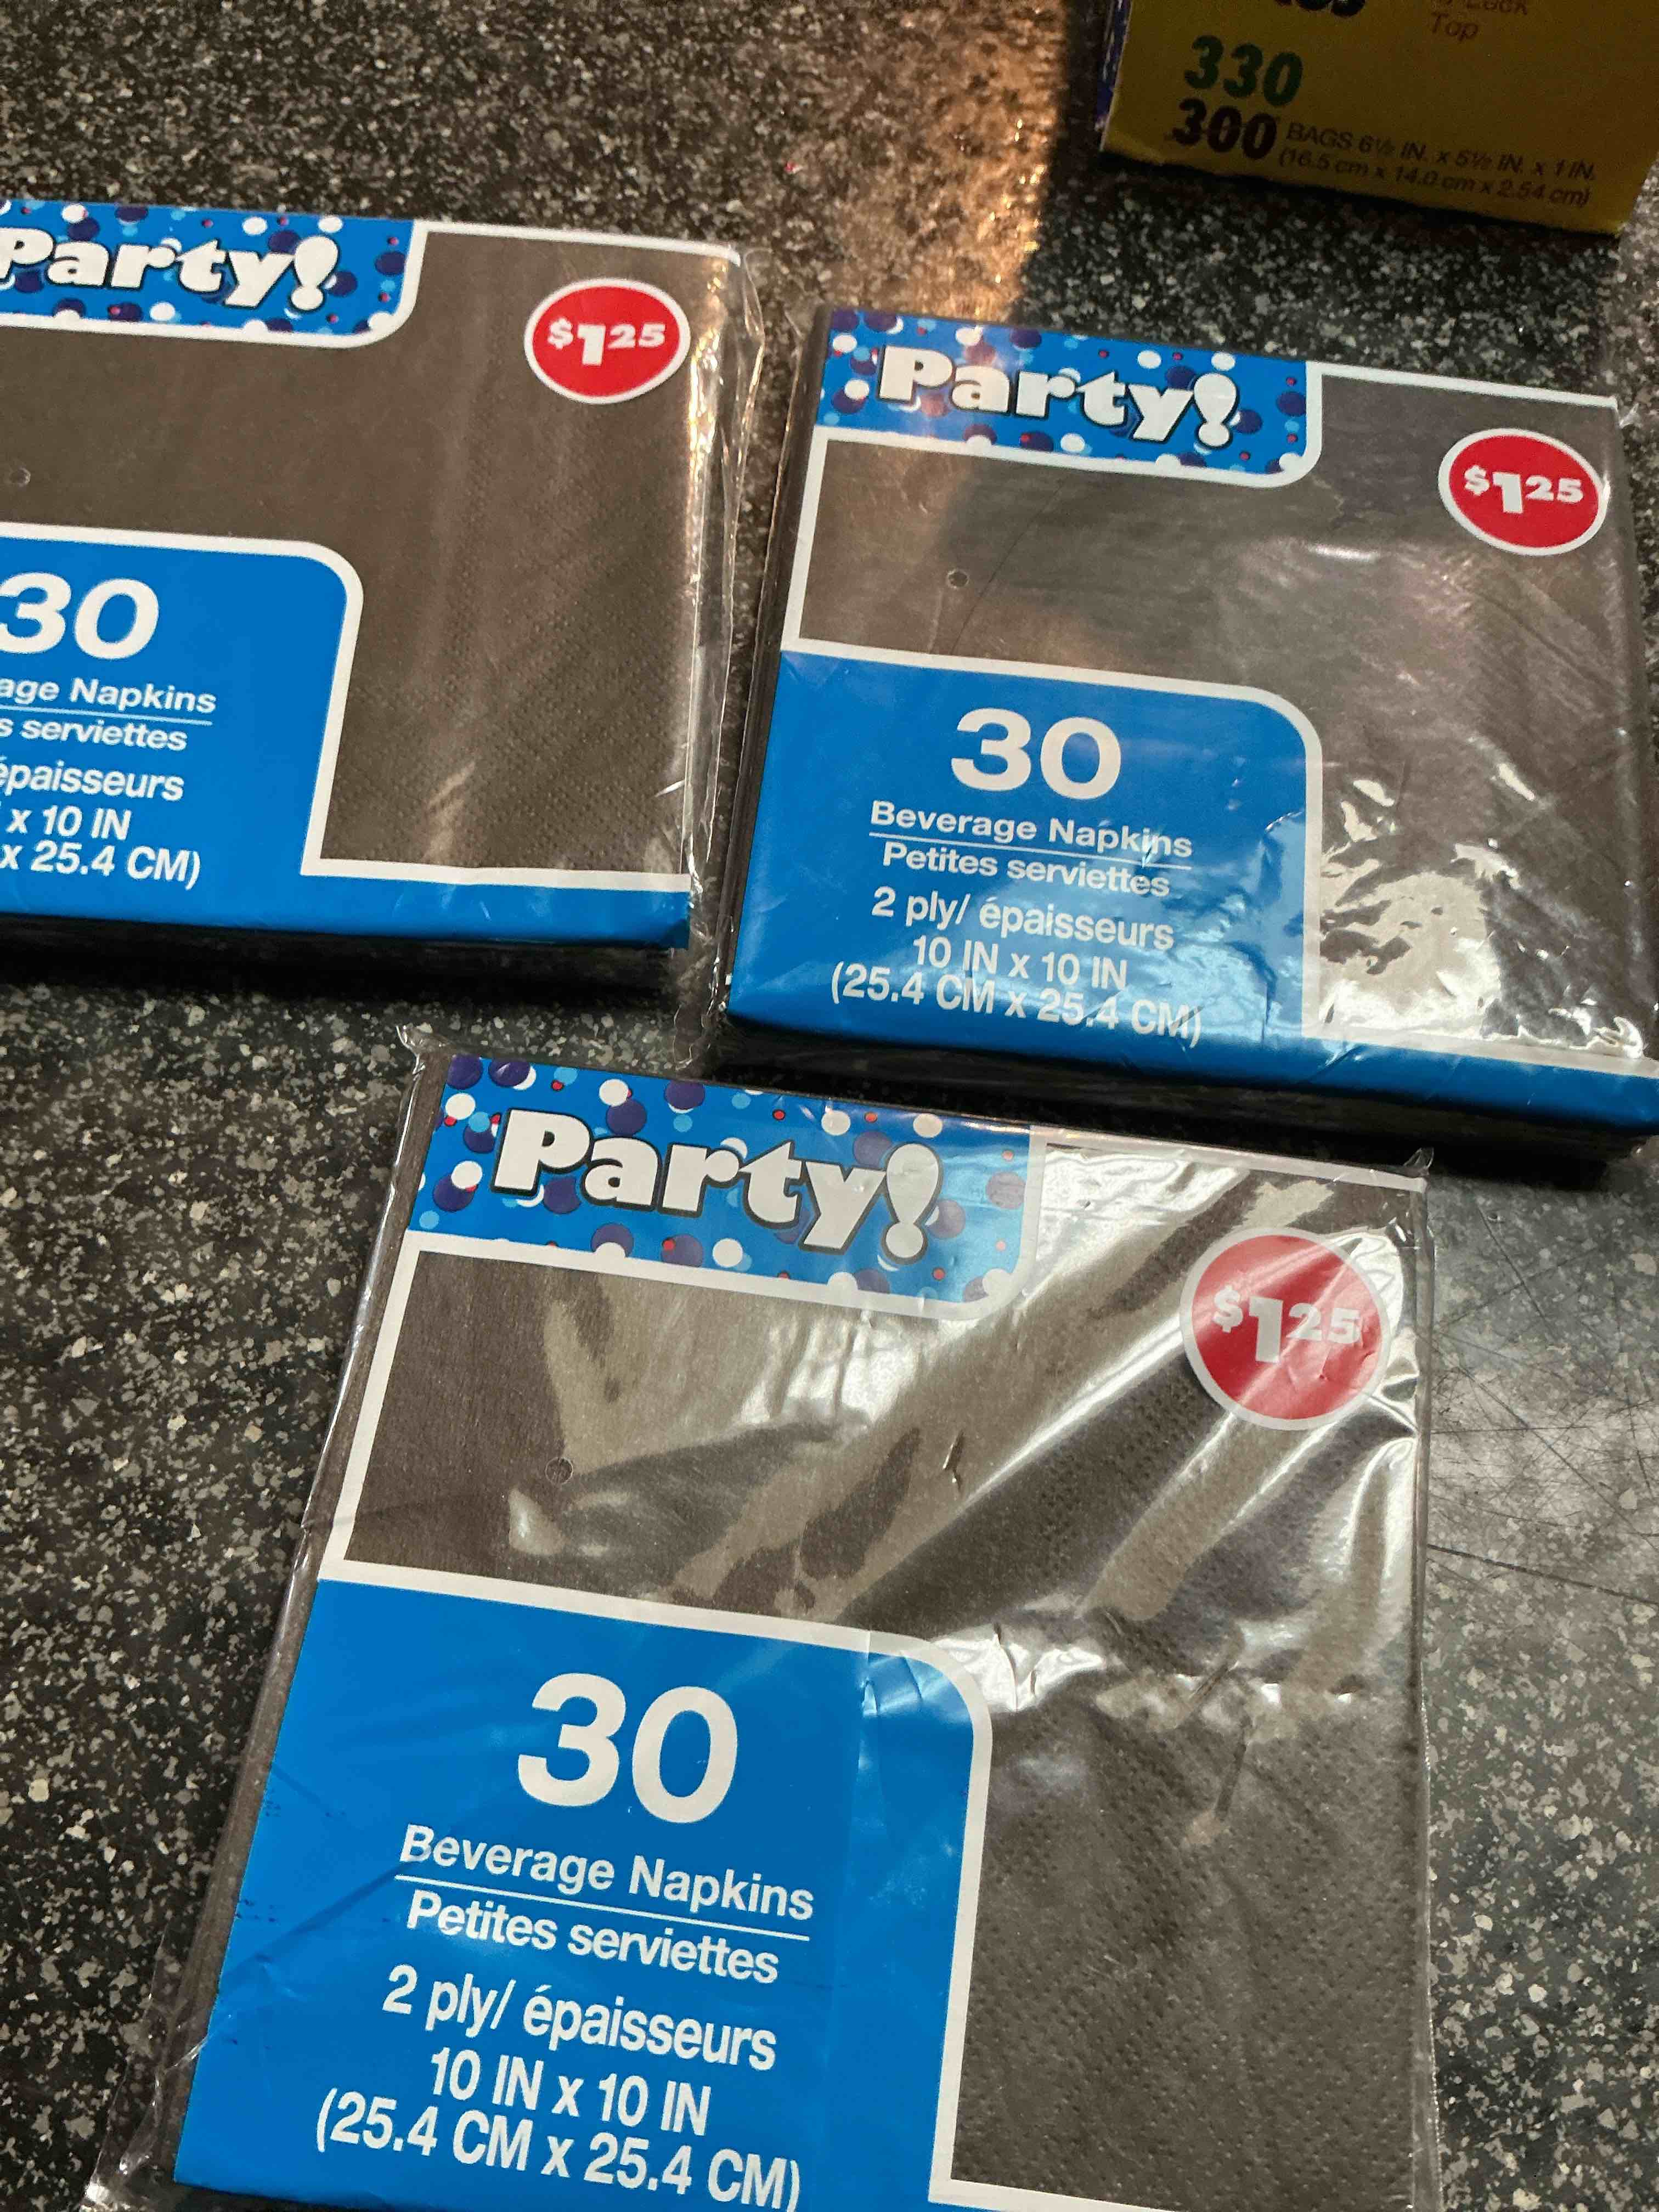 Top
330
300 BAGS 6½ IN. x 5½ IN. x 1 IN.
(16.5 cm x 14.0 cm x 2.54 cm)
Party!
$1.25
30
Napkins
serviettes
épaisseurs
x 10 IN
x 25.4 CM)
Party!
$1.25
30
Beverage Napkins
Petites serviettes
2 ply/ épaisseurs
10 IN x 10 IN
(25.4 CM x 25.4 CM)
Party!
$1.25
30
Beverage Napkins
Petites serviettes
2 ply/ épaisseurs
10 IN x 10 IN
(25.4 CM x 25.4 CM)